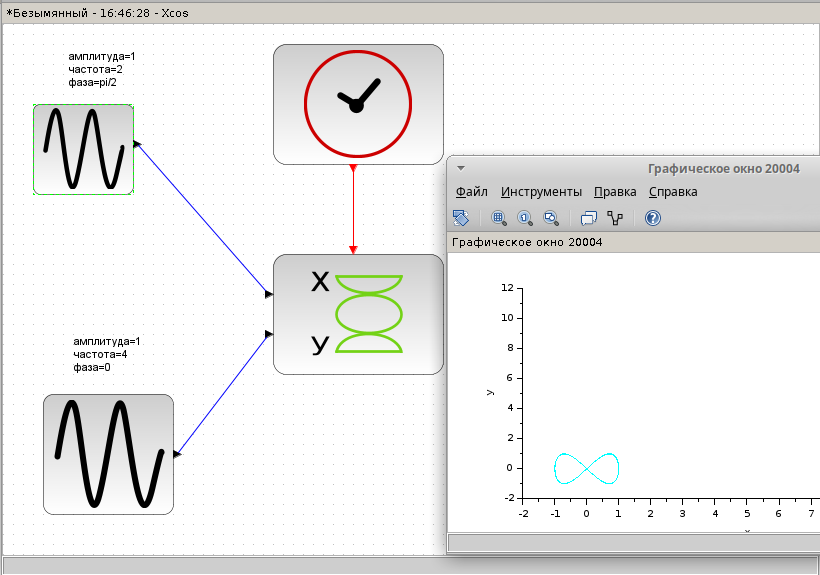 *Безымянный - 16:46:28 - Xcos
амплитуда=1
частота=2
фаза=pi/2
X
y
амплитуда=1
частота=4
фаза=0
Графическое окно 20004
Файл Инструменты Правка Справка
Графическое окно 20004
12
10
8
6
y
4
2
0
-2
-2 -1 0 1 2 3 4 5 6 7